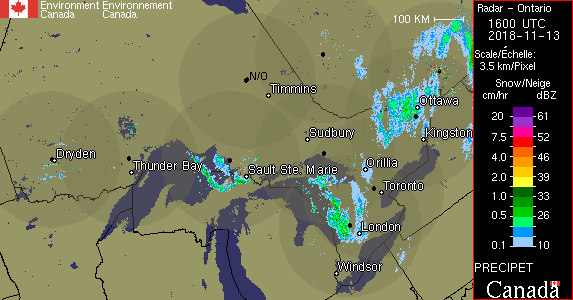 Environment Environnement
Canada Canada
100 KM
N/O
Timmins
Ottawa
Sudbury
Kingston
Dryden
Thunder Bay
Sault Ste. Marie
Orillia
Toronto
London
Windsor
Radar - Ontario
1600 UTC
2018-11-13
Scale/Échelle:
3.5 km/Pixel
Snow/Neige
cm/hr dBZ
20 61
7.5 52
4.0 46
2.0 39
1.0 33
0.5 26
0.1 10
PRECIPET
Canada